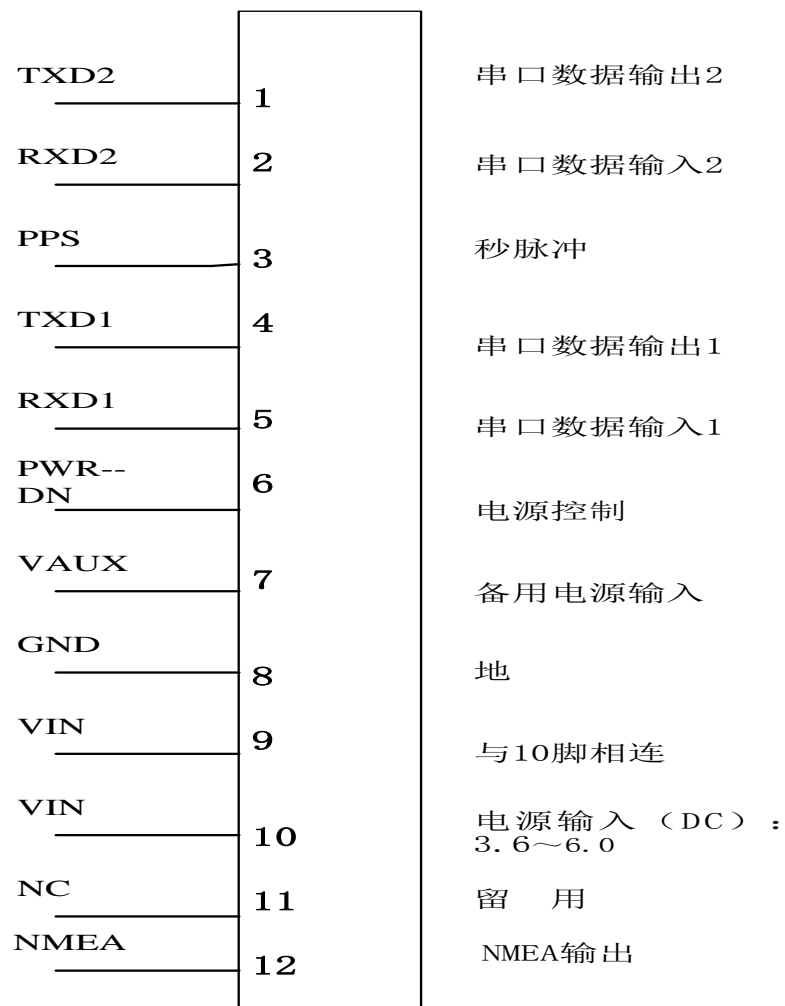 TXD2
1
串口数据输出2
RXD2
2
串口数据输入2
PPS
3
秒脉冲
TXD1
4
串口数据输出1
RXD1
5
串口数据输入1
PWR--
DN
6
电源控制
VAUX
7
备用电源输入
GND
8
地
VIN
9
与10脚相连
VIN
10
电源输入（DC）：
3.6～6.0
NC
11
留 用
NMEA
12
NMEA输出